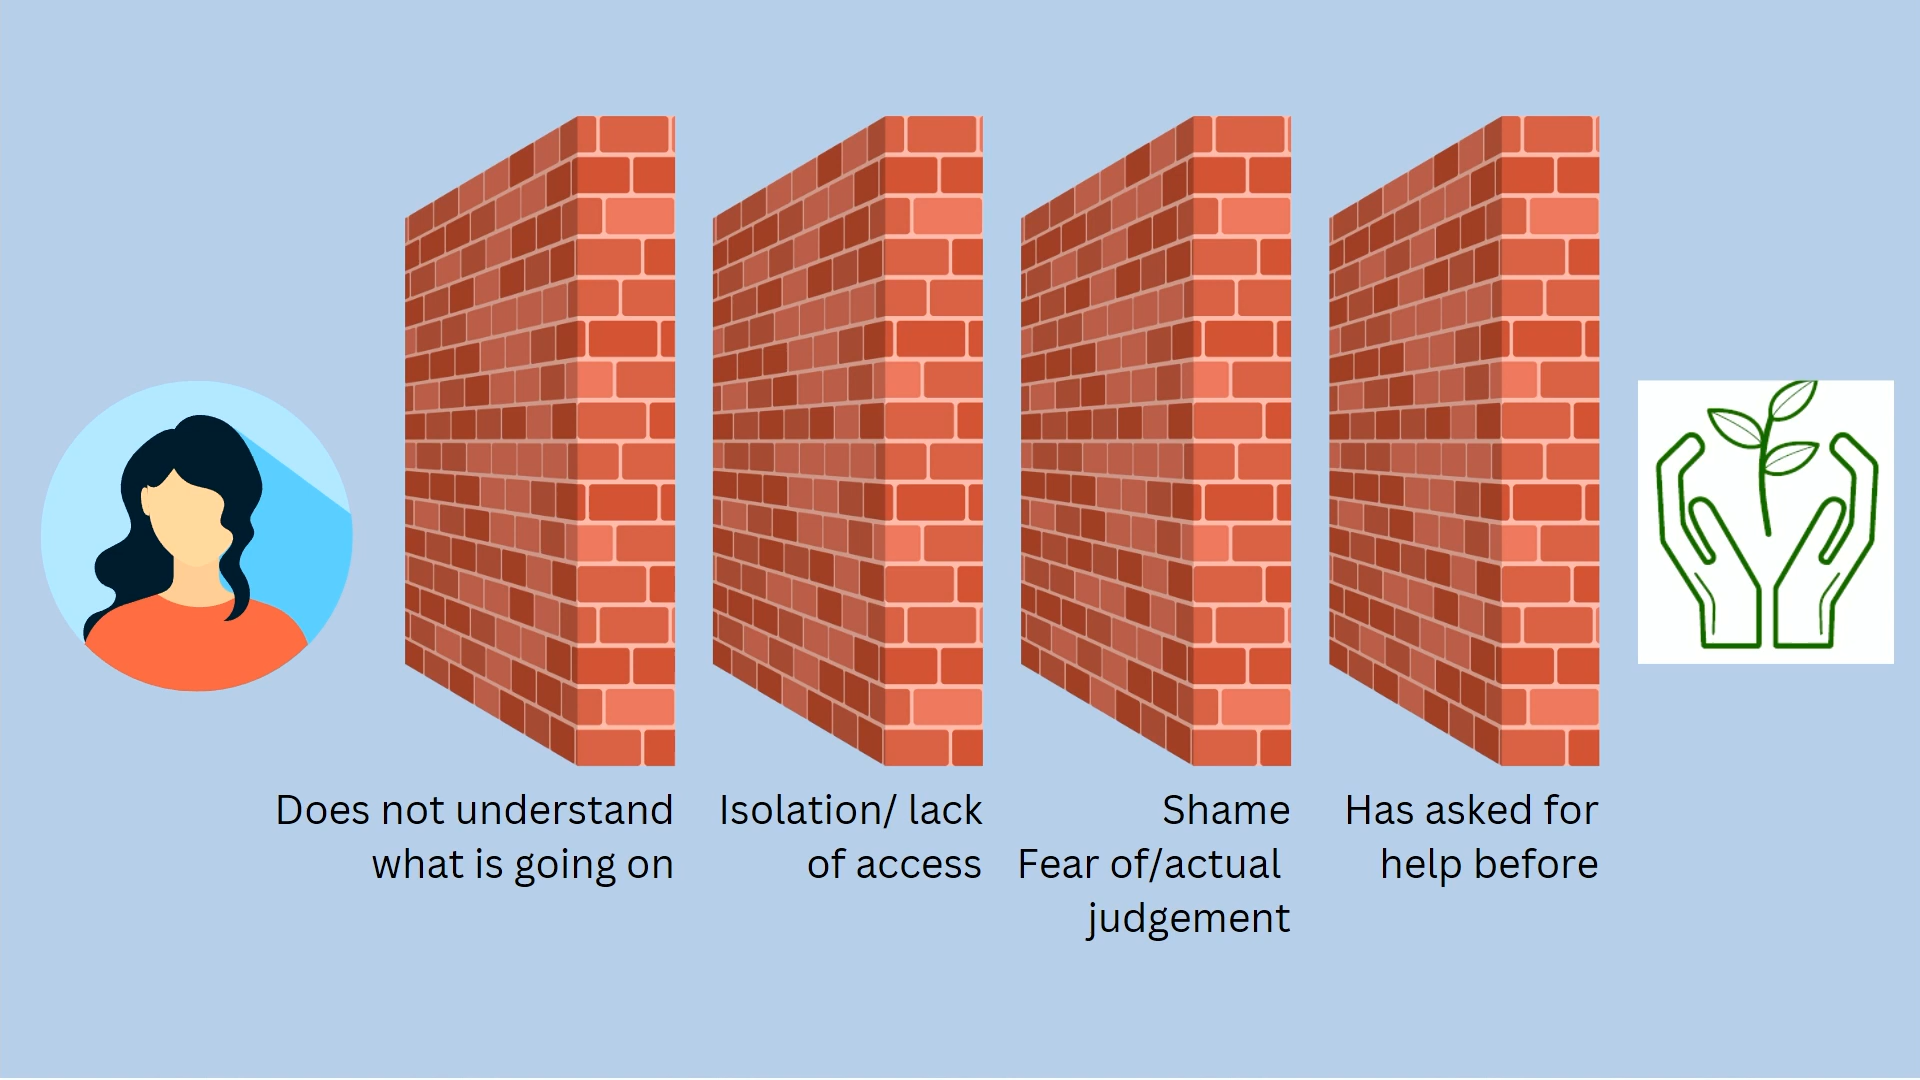 Does not understand
what is going on
Isolation/ lack
of access
Shame
Fear of/actual
judgement
Has asked for
help before